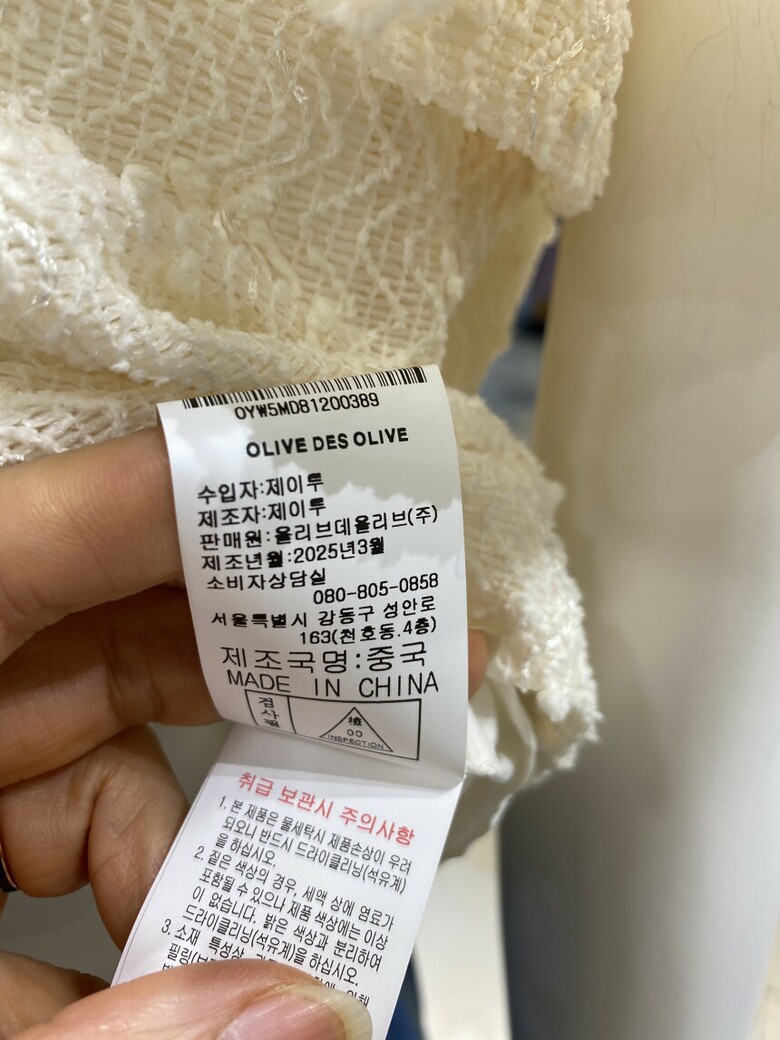 OYW5MD81200389
OLIVE DES OLIVE
수입자:제이투
제조자:제이투
판매원:올리브데올리브(주)
제조년월:2025년3월
소비자상담실
080-805-0858
서울특별시 강동구 성안로
163(천호동.4층)
제조국명:중국
MADE IN CHINA
검사필
檢
00
INSPECTION
취급 보관시 주의사항
1. 본 제품은 물세탁시 제품손상이 우려
되오니 반드시 드라이클리닝(석유계)
을 하십시오.
2. 짙은 색상의 경우, 세액 상에 염료가
포함될 수 있으나 제품 색상에는 이상
이 없습니다. 밝은 색상과 분리하여
드라이클리닝(석유계)을 하십시오.
3. 소재 특성상